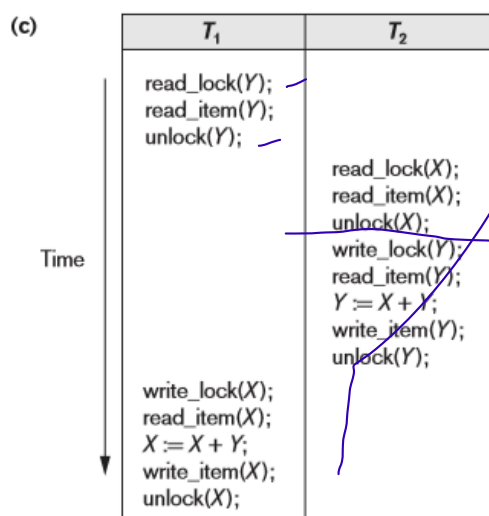 (c)
T1 T2
read_lock(Y);
read_item(Y);
unlock(Y);
read_lock(X);
read_item(X);
unlock(X);
write_lock(Y);
Time
read_item(Y);
Y := X + Y;
write_item(Y);
unlock(Y);
write_lock(X);
read_item(X);
X := X + Y;
write_item(X);
unlock(X);